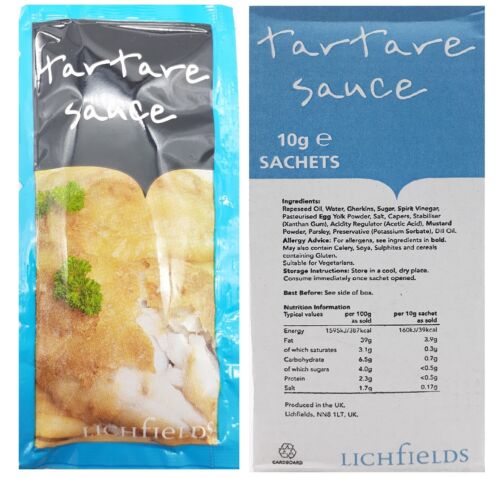 tartare
sauce
LICHfIELDS
tartare
sauce
10g e
SACHETS
Ingredients:
Rapeseed Oil, Water, Gherkins, Sugar, Spirit Vinegar,
Pasteurised Egg Yolk Powder, Salt, Capers, Stabiliser
(Xanthan Gum), Acidity Regulator (Acetic Acid), Mustard
Powder, Parsley, Preservative (Potassium Sorbate), Dill Oil.
Allergy Advice: For allergens, see ingredients in bold.
May also contain Celery, Soya, Sulphites and cereals
containing Gluten.
Suitable for Vegetarians.
Storage Instructions: Store in a cool, dry plate.
Consume immediately once sachet opened.
Best Before: See side of box.
Nutrition Information
Typical values per 100g per 10g sachet
as sold as sold
Energy 1595kJ/387kcal 160kJ/39kcal
Fat 39g 3.9g
of which saturates 3.1g 0.3g
Carbohydrate 6.5g 0.7g
of which sugars 4.0g <0.5g
Protein 2.3g <0.5g
Salt 1.7g 0.17g
Produced in the UK.
Lichfields, NN8 1LT, UK.
CARDBOARD
LICHfIELDS